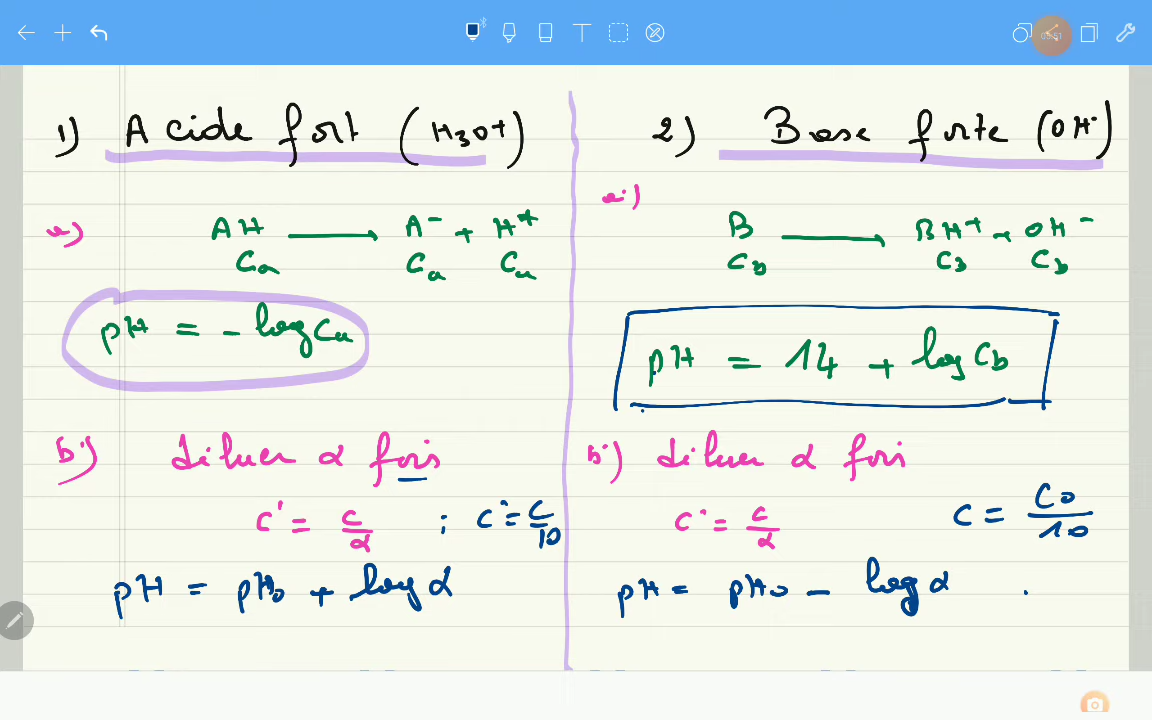 1) Acide fort (H3O+)
a) AH → A- + H+
Ca Ca Ca
pH = - log Ca
b) diluer α fois
c' = c/α ; c' = c/10
pH = pH0 + log α
2) Base forte (OH-)
a) B → BH+ + OH-
Cb Cb Cb
pH = 14 + log Cb
b) diluer α fois
c' = c/α C = C0/10
pH = pH0 - log α